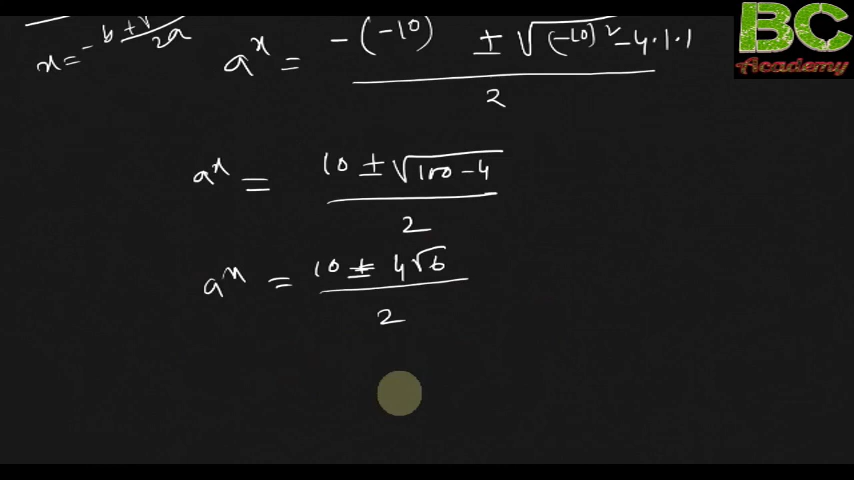 x = -b ± √ / 2a
a^x = -(-10) ± √(-10)² - 4·1·1 / 2
BC
Academy
a^x = 10 ± √100 - 4 / 2
a^x = 10 ± 4√6 / 2